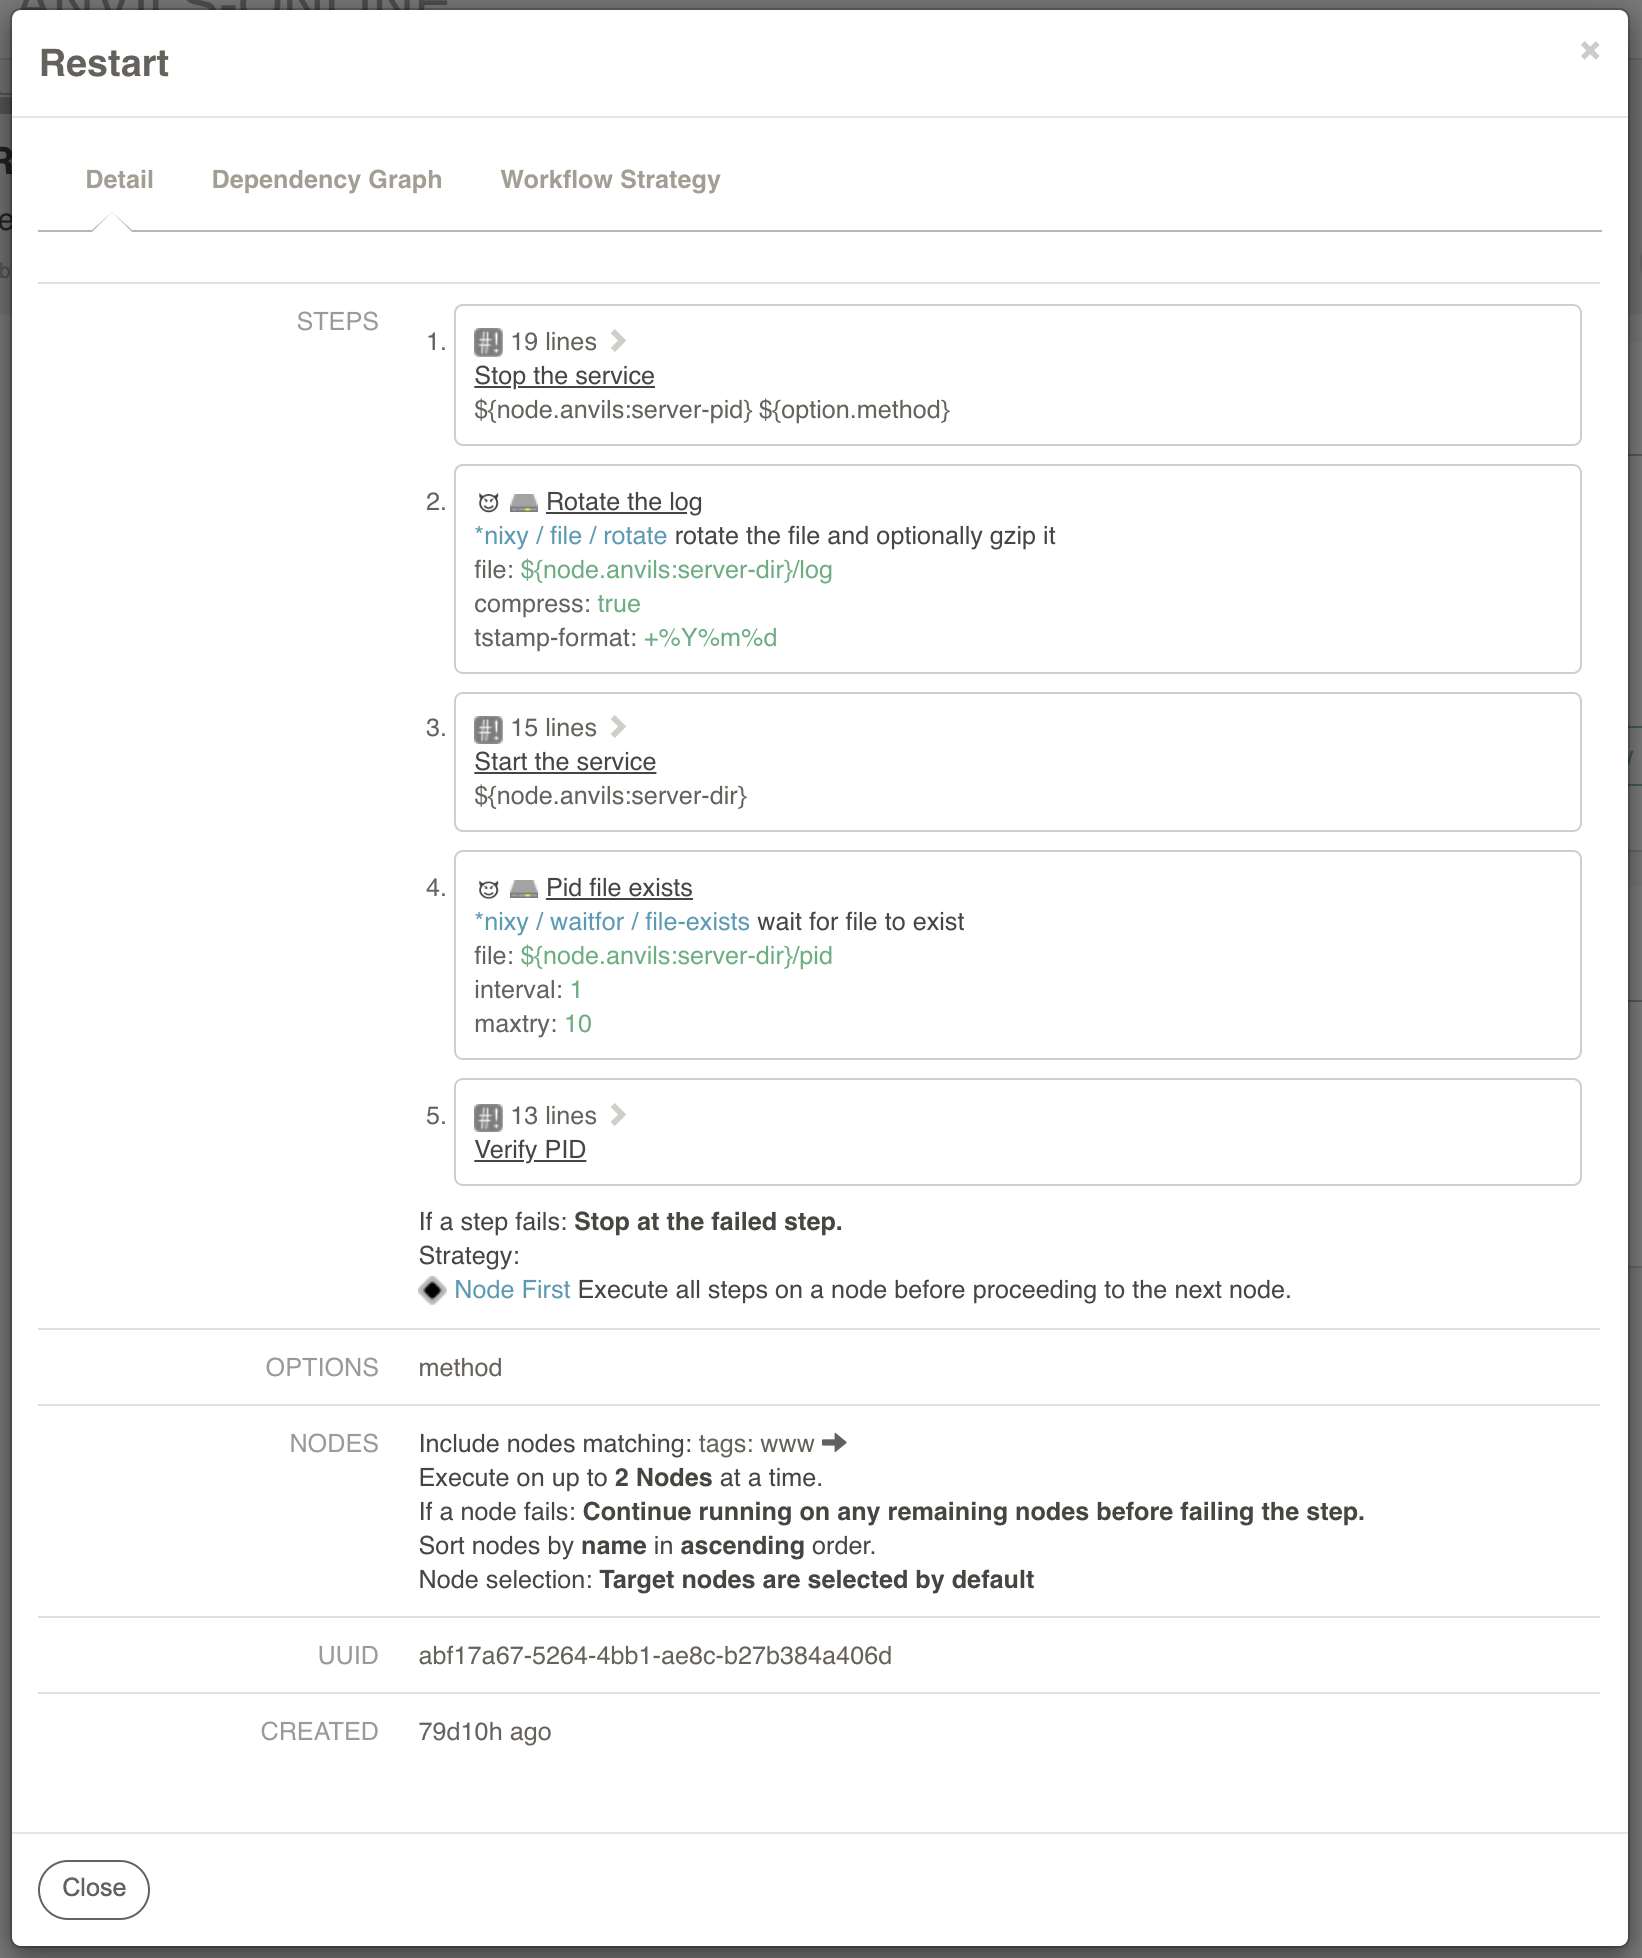 ANVILS-ONLINE
Restart
×
Detail Dependency Graph Workflow Strategy
STEPS
1. #! 19 lines
Stop the service
${node.anvils:server-pid} ${option.method}
2. Rotate the log
*nixy / file / rotate rotate the file and optionally gzip it
file: ${node.anvils:server-dir}/log
compress: true
tstamp-format: +%Y%m%d
3. #! 15 lines
Start the service
${node.anvils:server-dir}
4. Pid file exists
*nixy / waitfor / file-exists wait for file to exist
file: ${node.anvils:server-dir}/pid
interval: 1
maxtry: 10
5. #! 13 lines
Verify PID
If a step fails: Stop at the failed step.
Strategy:
Node First Execute all steps on a node before proceeding to the next node.
OPTIONS method
NODES Include nodes matching: tags: www
Execute on up to 2 Nodes at a time.
If a node fails: Continue running on any remaining nodes before failing the step.
Sort nodes by name in ascending order.
Node selection: Target nodes are selected by default
UUID abf17a67-5264-4bb1-ae8c-b27b384a406d
CREATED 79d10h ago
Close